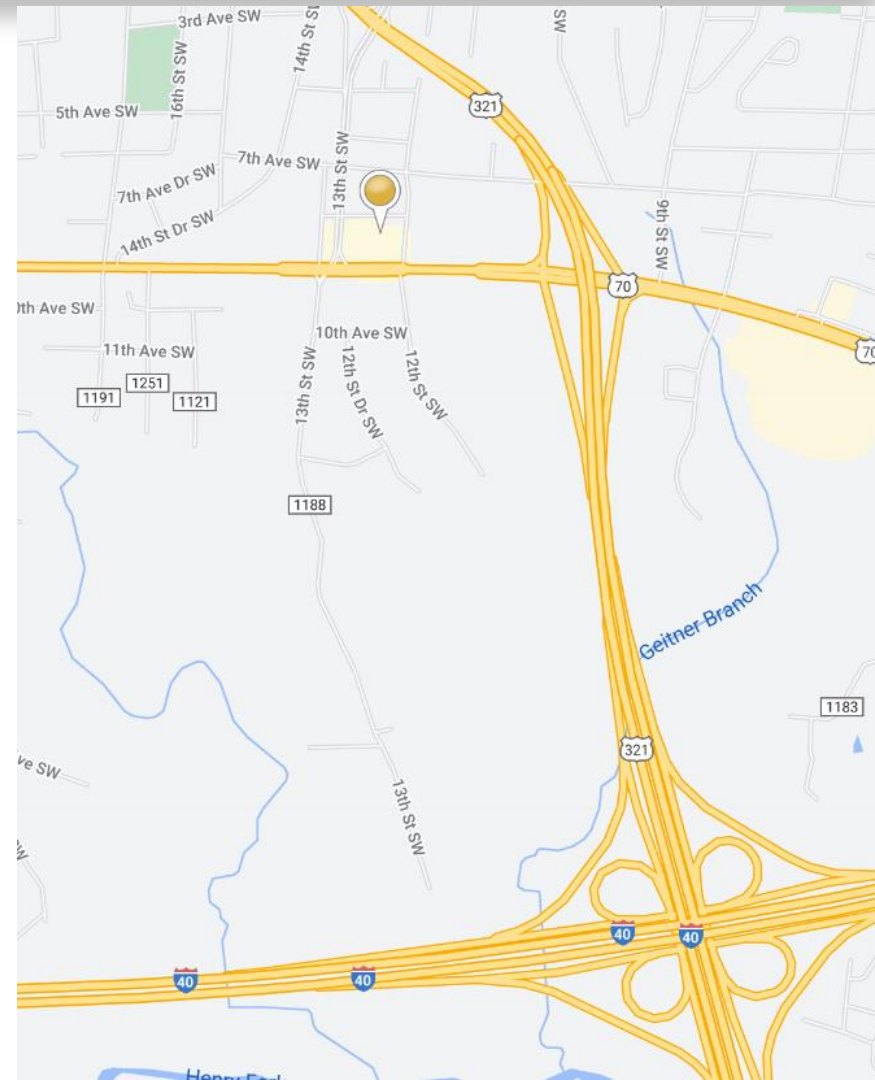 3rd Ave SW
14th St
SW
321
16th St SW
5th Ave SW
13th St SW
7th Ave SW
7th Ave Dr SW
14th St Dr SW
9th St SW
70
0th Ave SW
10th Ave SW
11th Ave SW
70
13th St SW
12th St Dr SW
12th St SW
1251
1191
1121
1188
Geitner Branch
1183
321
ve SW
13th St SW
W
40
40
40
40
Henry Fork